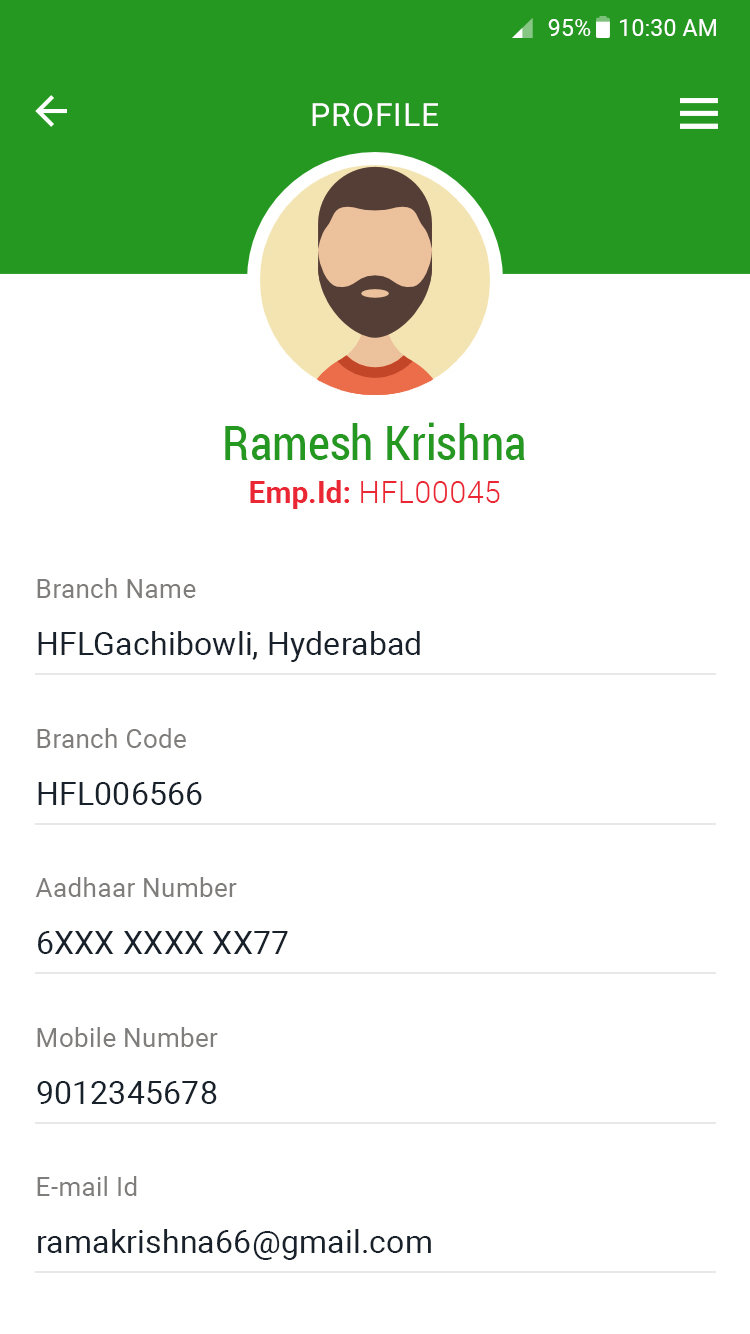 95% 10:30 AM
PROFILE
Ramesh Krishna
Emp.Id: HFL00045
Branch Name
HFLGachibowli, Hyderabad
Branch Code
HFL006566
Aadhaar Number
6XXX XXXX XX77
Mobile Number
9012345678
E-mail Id
ramakrishna66@gmail.com